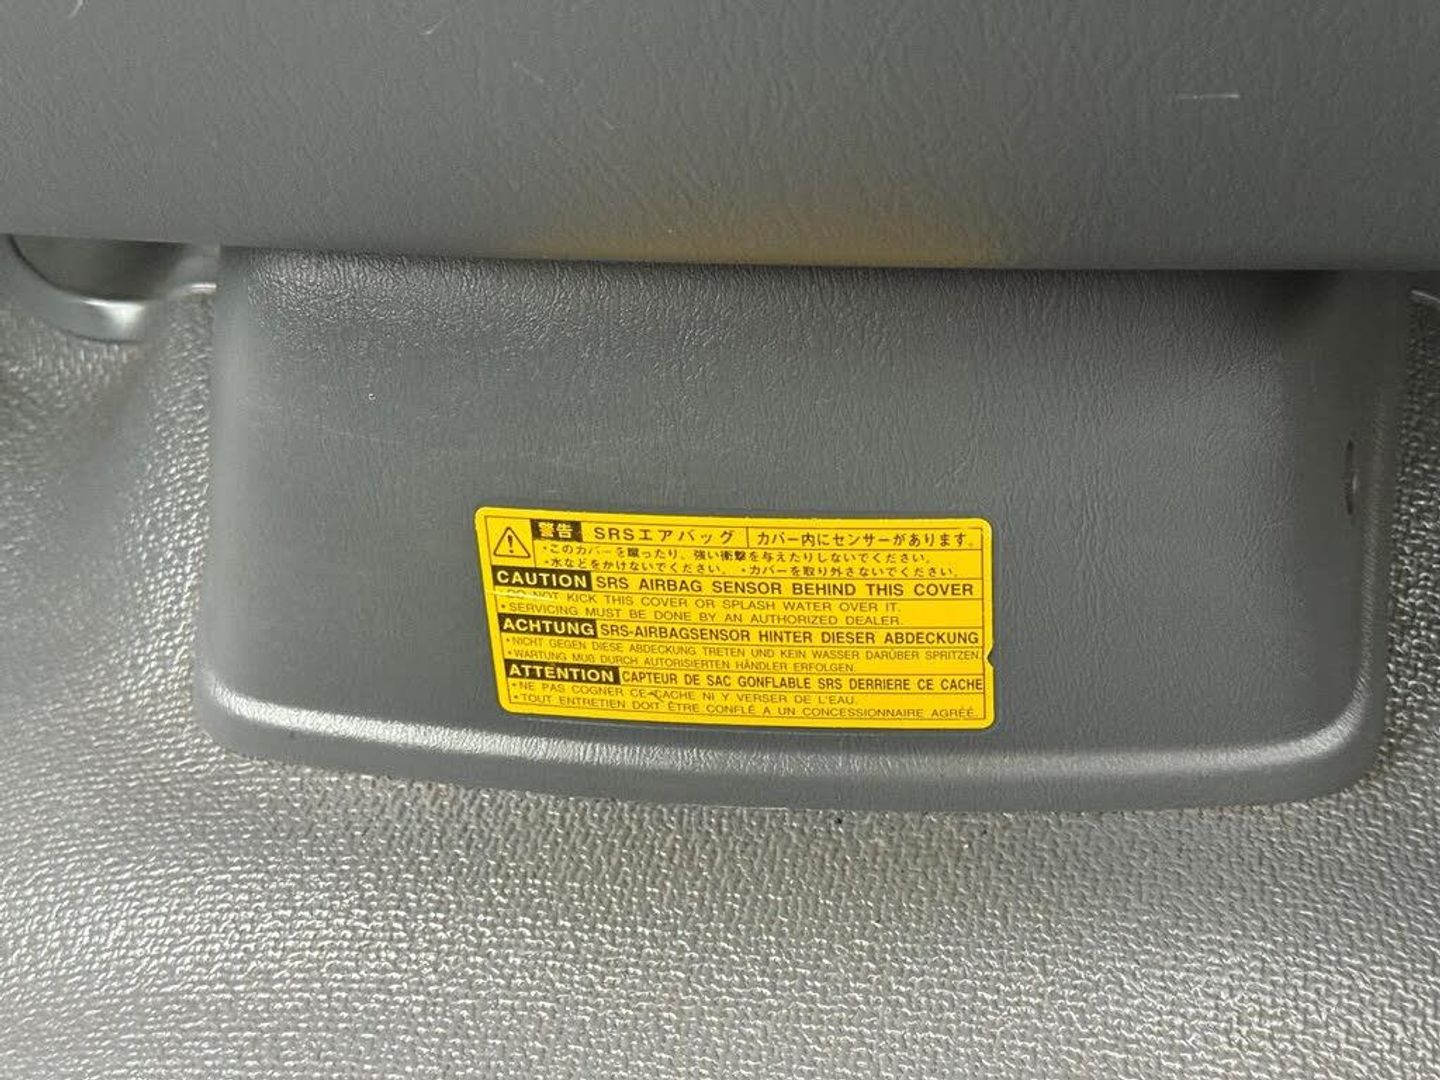 警告 SRSエアバッグ カバー内にセンサーがあります。
・このカバーを蹴ったり、強い衝撃を与えたりしないでください。
・水などをかけないでください。 ・カバーを取り外さないでください。
CAUTION SRS AIRBAG SENSOR BEHIND THIS COVER
DO NOT KICK THIS COVER OR SPLASH WATER OVER IT.
・SERVICING MUST BE DONE BY AN AUTHORIZED DEALER.
ACHTUNG SRS-AIRBAGSENSOR HINTER DIESER ABDECKUNG
・NICHT GEGEN DIESE ABDECKUNG TRETEN UND KEIN WASSER DARÜBER SPRITZEN.
・WARTUNG MUß DURCH AUTORISIERTEN HÄNDLER ERFOLGEN.
ATTENTION CAPTEUR DE SAC GONFLABLE SRS DERRIERE CE CACHE
・NE PAS COGNER CE CACHE NI Y VERSER DE L'EAU.
・TOUT ENTRETIEN DOIT ÊTRE CONFLÉ A UN CONCESSIONNAIRE AGRÉÉ.